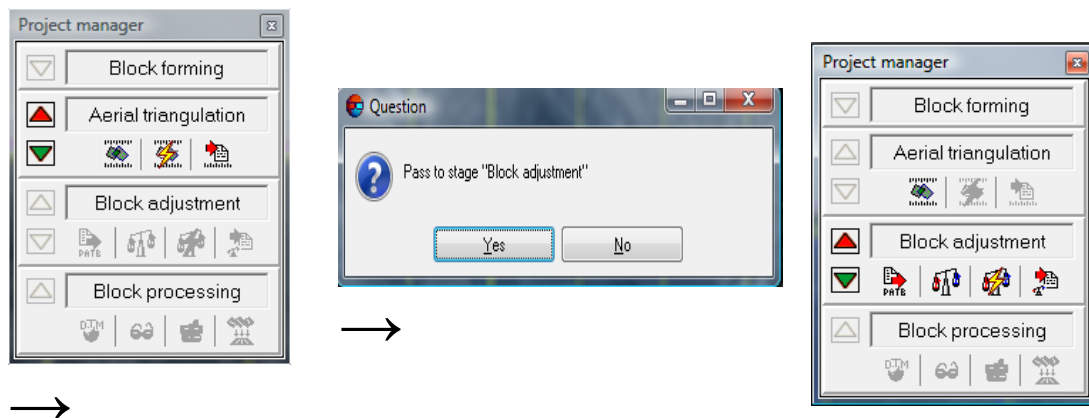 Project manager
Block forming
Aerial triangulation
Block adjustment
PATB
Block processing
DTM
Question
Pass to stage "Block adjustment"
Yes
No
Project manager
Block forming
Aerial triangulation
Block adjustment
PATB
Block processing
DTM